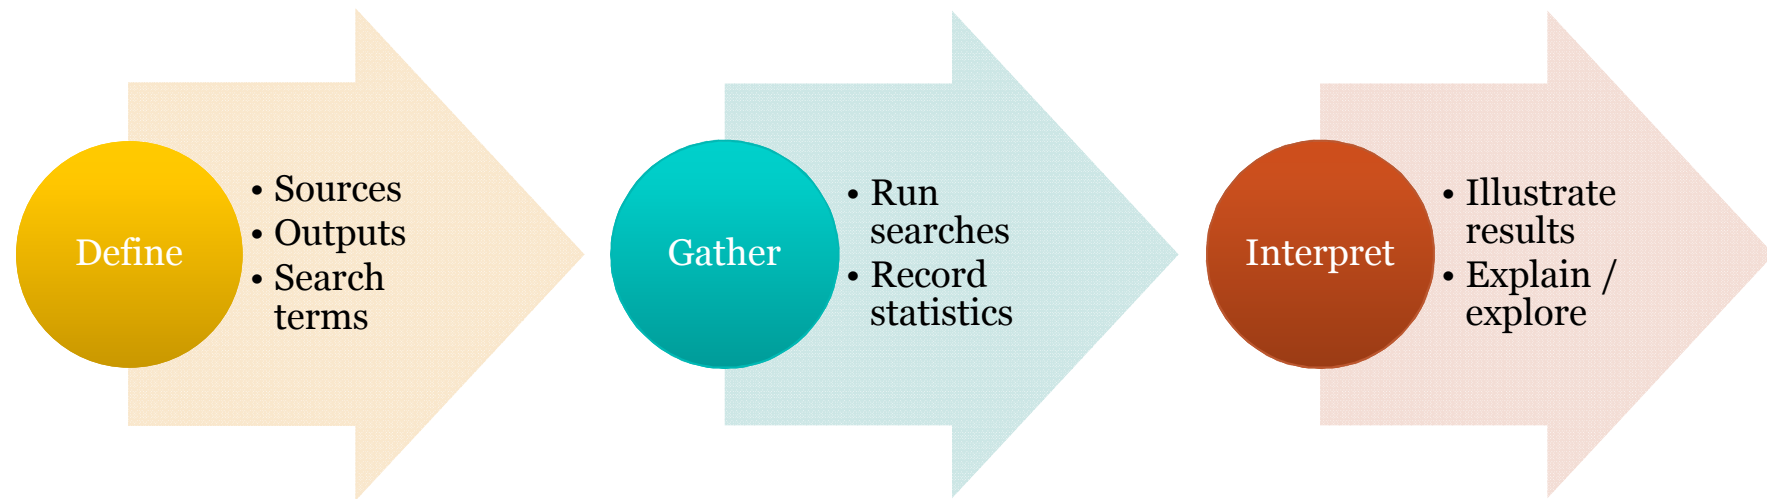 Define
• Sources
• Outputs
• Search
terms
Gather
• Run
searches
• Record
statistics
Interpret
• Illustrate
results
• Explain /
explore